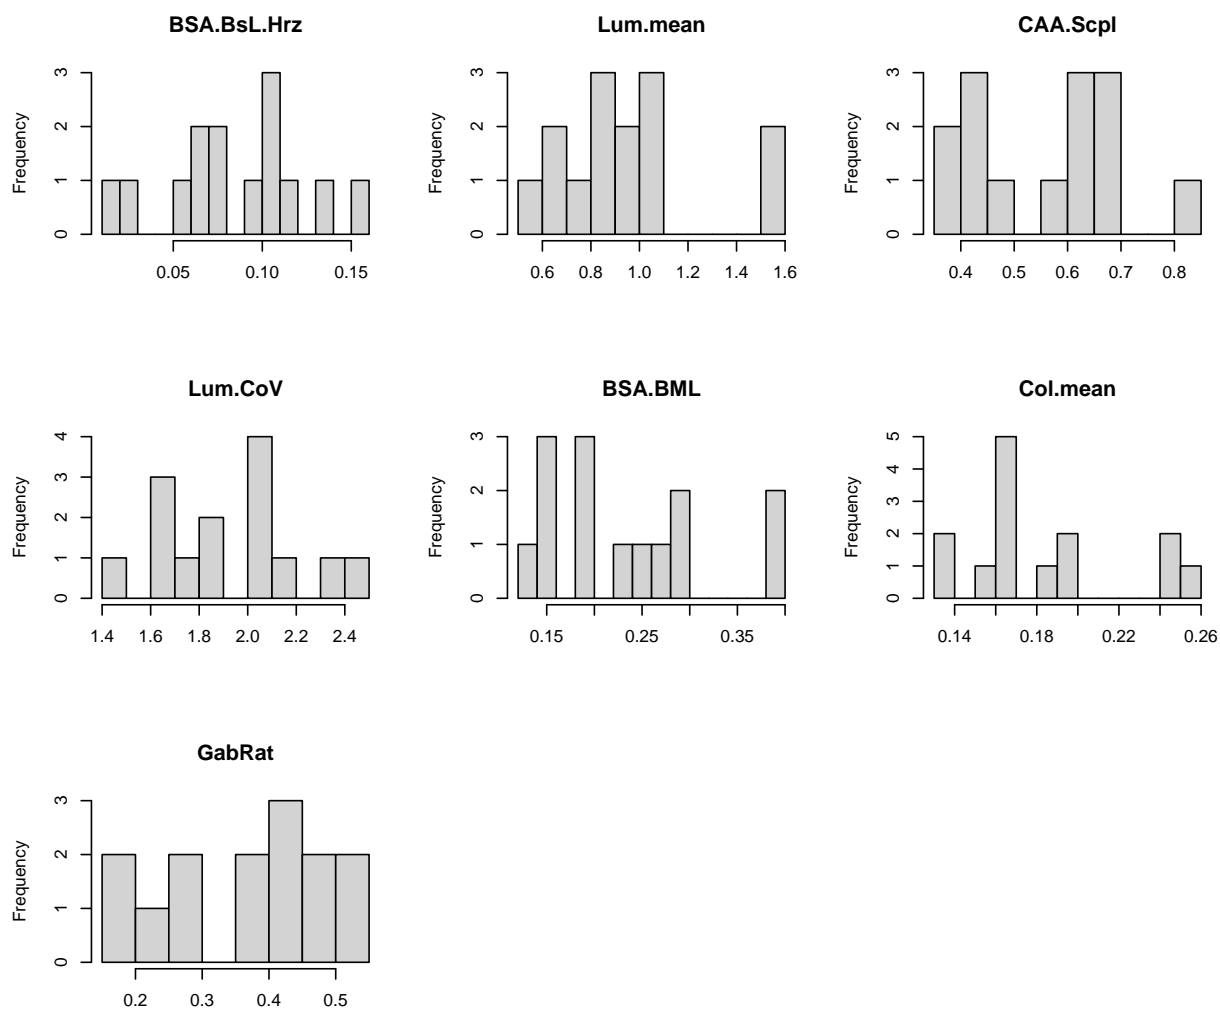 BSA.BsL.Hrz
Frequency
0 1 2 3
0.05 0.10 0.15
Lum.mean
0 1 2 3
0.6 0.8 1.0 1.2 1.4 1.6
CAA.Scpl
Frequency
0 1 2 3
0.4 0.5 0.6 0.7 0.8
Lum.CoV
Frequency
0 1 2 3 4
1.4 1.6 1.8 2.0 2.2 2.4
BSA.BML
Frequency
0 1 2 3
0.15 0.25 0.35
Col.mean
Frequency
0 1 2 3 4 5
0.14 0.18 0.22 0.26
GabRat
Frequency
0 1 2 3
0.2 0.3 0.4 0.5